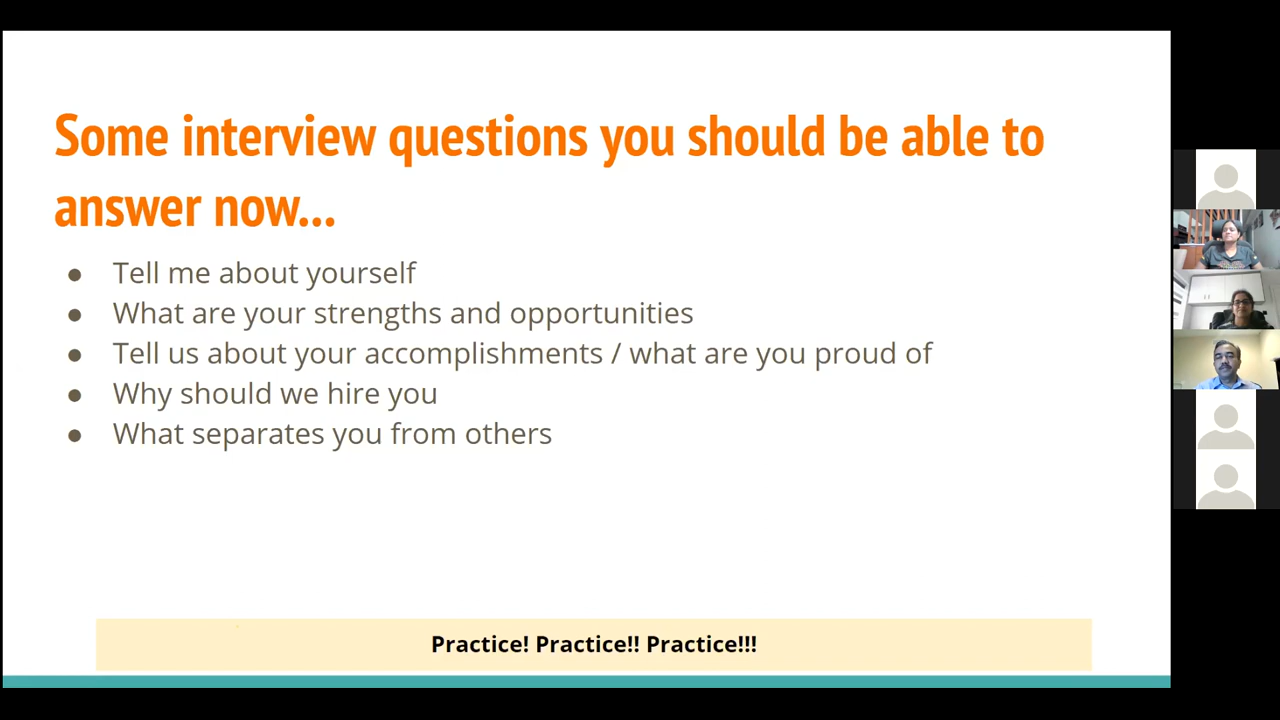 Some interview questions you should be able to
answer now...
● Tell me about yourself
● What are your strengths and opportunities
● Tell us about your accomplishments / what are you proud of
● Why should we hire you
● What separates you from others
Practice! Practice!! Practice!!!